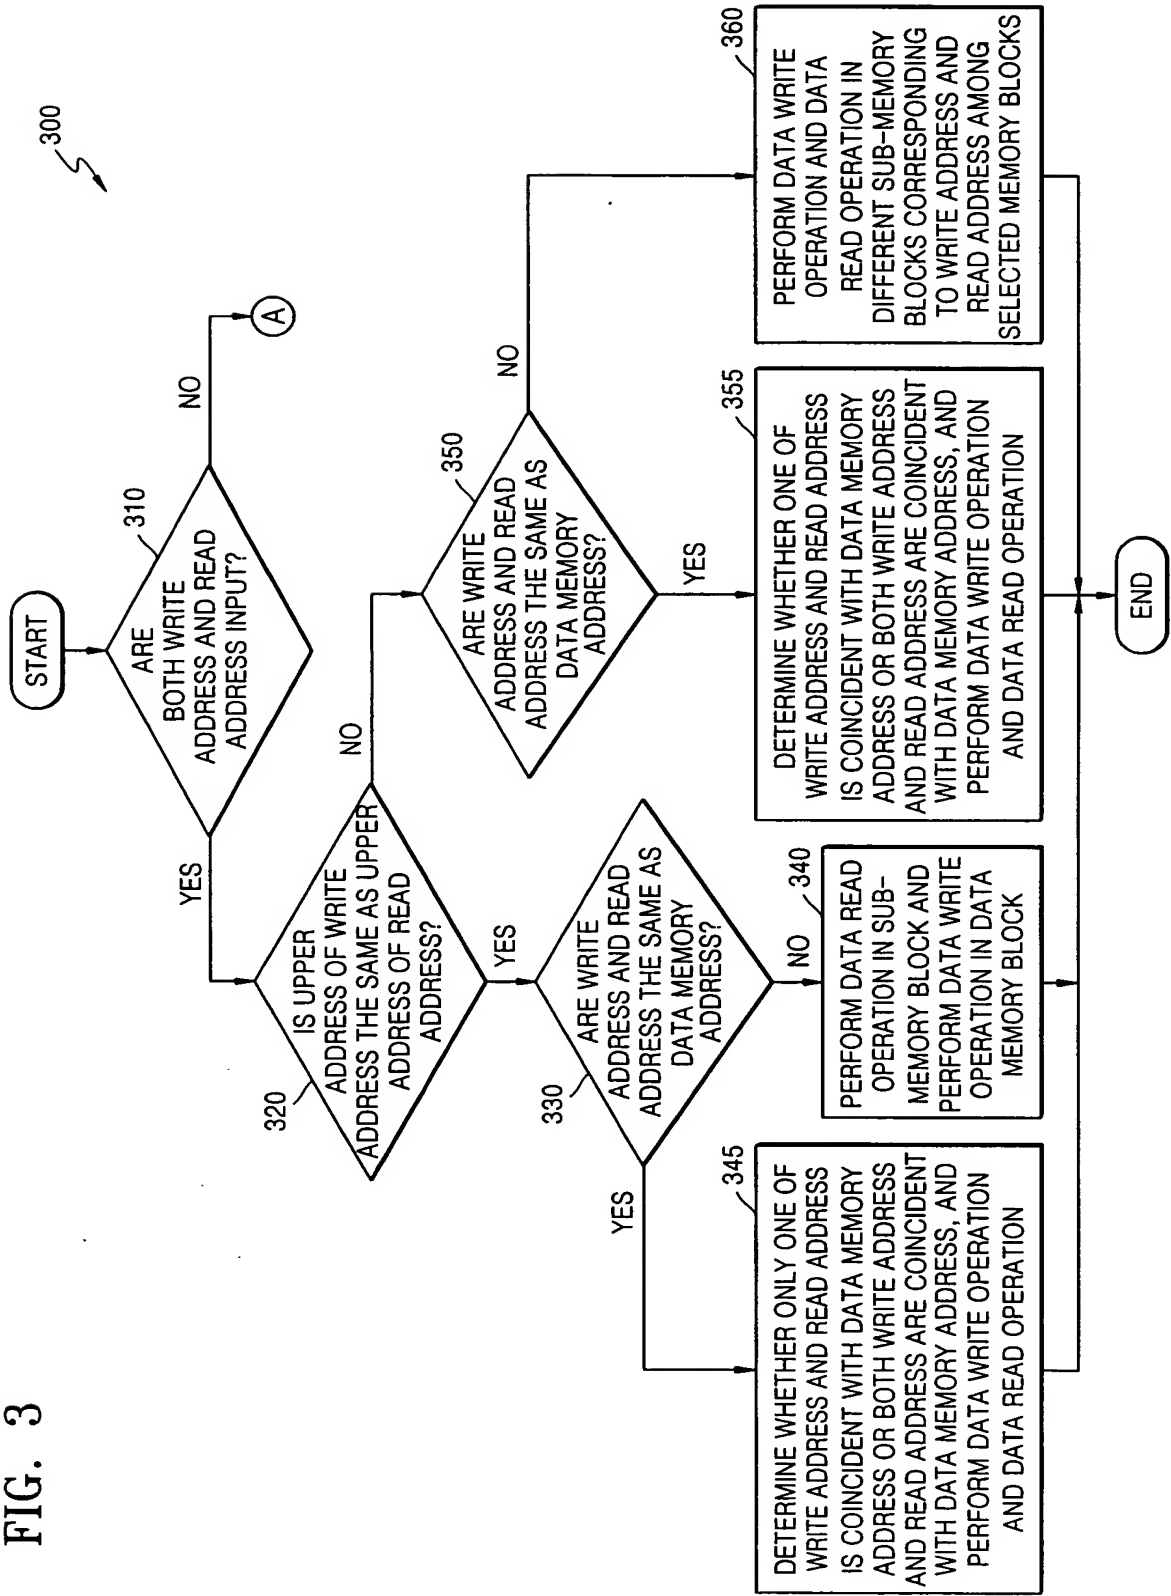 FIG. 3
300
START
310
ARE
BOTH WRITE
ADDRESS AND READ
ADDRESS INPUT?
NO
A
YES
320
IS UPPER
ADDRESS OF WRITE
ADDRESS THE SAME AS UPPER
ADDRESS OF READ
ADDRESS?
NO
YES
330
ARE WRITE
ADDRESS AND READ
ADDRESS THE SAME AS
DATA MEMORY
ADDRESS?
YES
NO
350
ARE WRITE
ADDRESS AND READ
ADDRESS THE SAME AS
DATA MEMORY
ADDRESS?
NO
YES
345
DETERMINE WHETHER ONLY ONE OF
WRITE ADDRESS AND READ ADDRESS
IS COINCIDENT WITH DATA MEMORY
ADDRESS OR BOTH WRITE ADDRESS
AND READ ADDRESS ARE COINCIDENT
WITH DATA MEMORY ADDRESS, AND
PERFORM DATA WRITE OPERATION
AND DATA READ OPERATION
340
PERFORM DATA READ
OPERATION IN SUB-
MEMORY BLOCK AND
PERFORM DATA WRITE
OPERATION IN DATA
MEMORY BLOCK
355
DETERMINE WHETHER ONE OF
WRITE ADDRESS AND READ ADDRESS
IS COINCIDENT WITH DATA MEMORY
ADDRESS OR BOTH WRITE ADDRESS
AND READ ADDRESS ARE COINCIDENT
WITH DATA MEMORY ADDRESS, AND
PERFORM DATA WRITE OPERATION
AND DATA READ OPERATION
360
PERFORM DATA WRITE
OPERATION AND DATA
READ OPERATION IN
DIFFERENT SUB-MEMORY
BLOCKS CORRESPONDING
TO WRITE ADDRESS AND
READ ADDRESS AMONG
SELECTED MEMORY BLOCKS
END